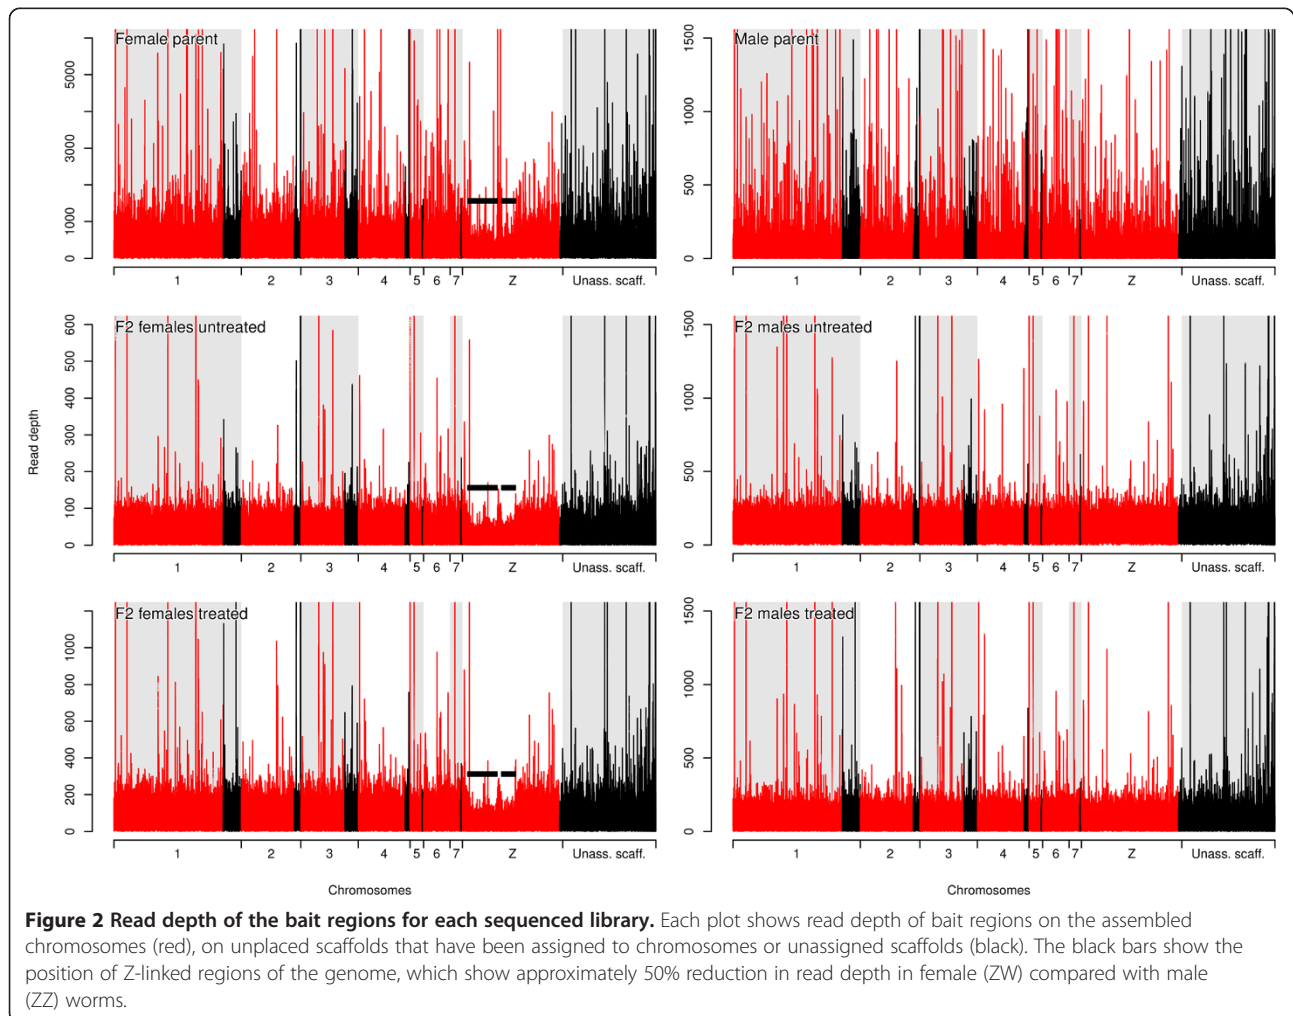 Female parent
Male parent
0 1000 3000 5000
0 500 1000 1500
1 2 3 4 5 6 7 Z Unass. scaff.
1 2 3 4 5 6 7 Z Unass. scaff.
F2 females untreated
F2 males untreated
Read depth
0 100 200 300 400 500 600
0 500 1000 1500
1 2 3 4 5 6 7 Z Unass. scaff.
1 2 3 4 5 6 7 Z Unass. scaff.
F2 females treated
F2 males treated
0 200 400 600 800 1000
0 500 1000 1500
1 2 3 4 5 6 7 Z Unass. scaff.
1 2 3 4 5 6 7 Z Unass. scaff.
Chromosomes
Chromosomes
Figure 2 Read depth of the bait regions for each sequenced library. Each plot shows read depth of bait regions on the assembled
chromosomes (red), on unplaced scaffolds that have been assigned to chromosomes or unassigned scaffolds (black). The black bars show the
position of Z-linked regions of the genome, which show approximately 50% reduction in read depth in female (ZW) compared with male
(ZZ) worms.